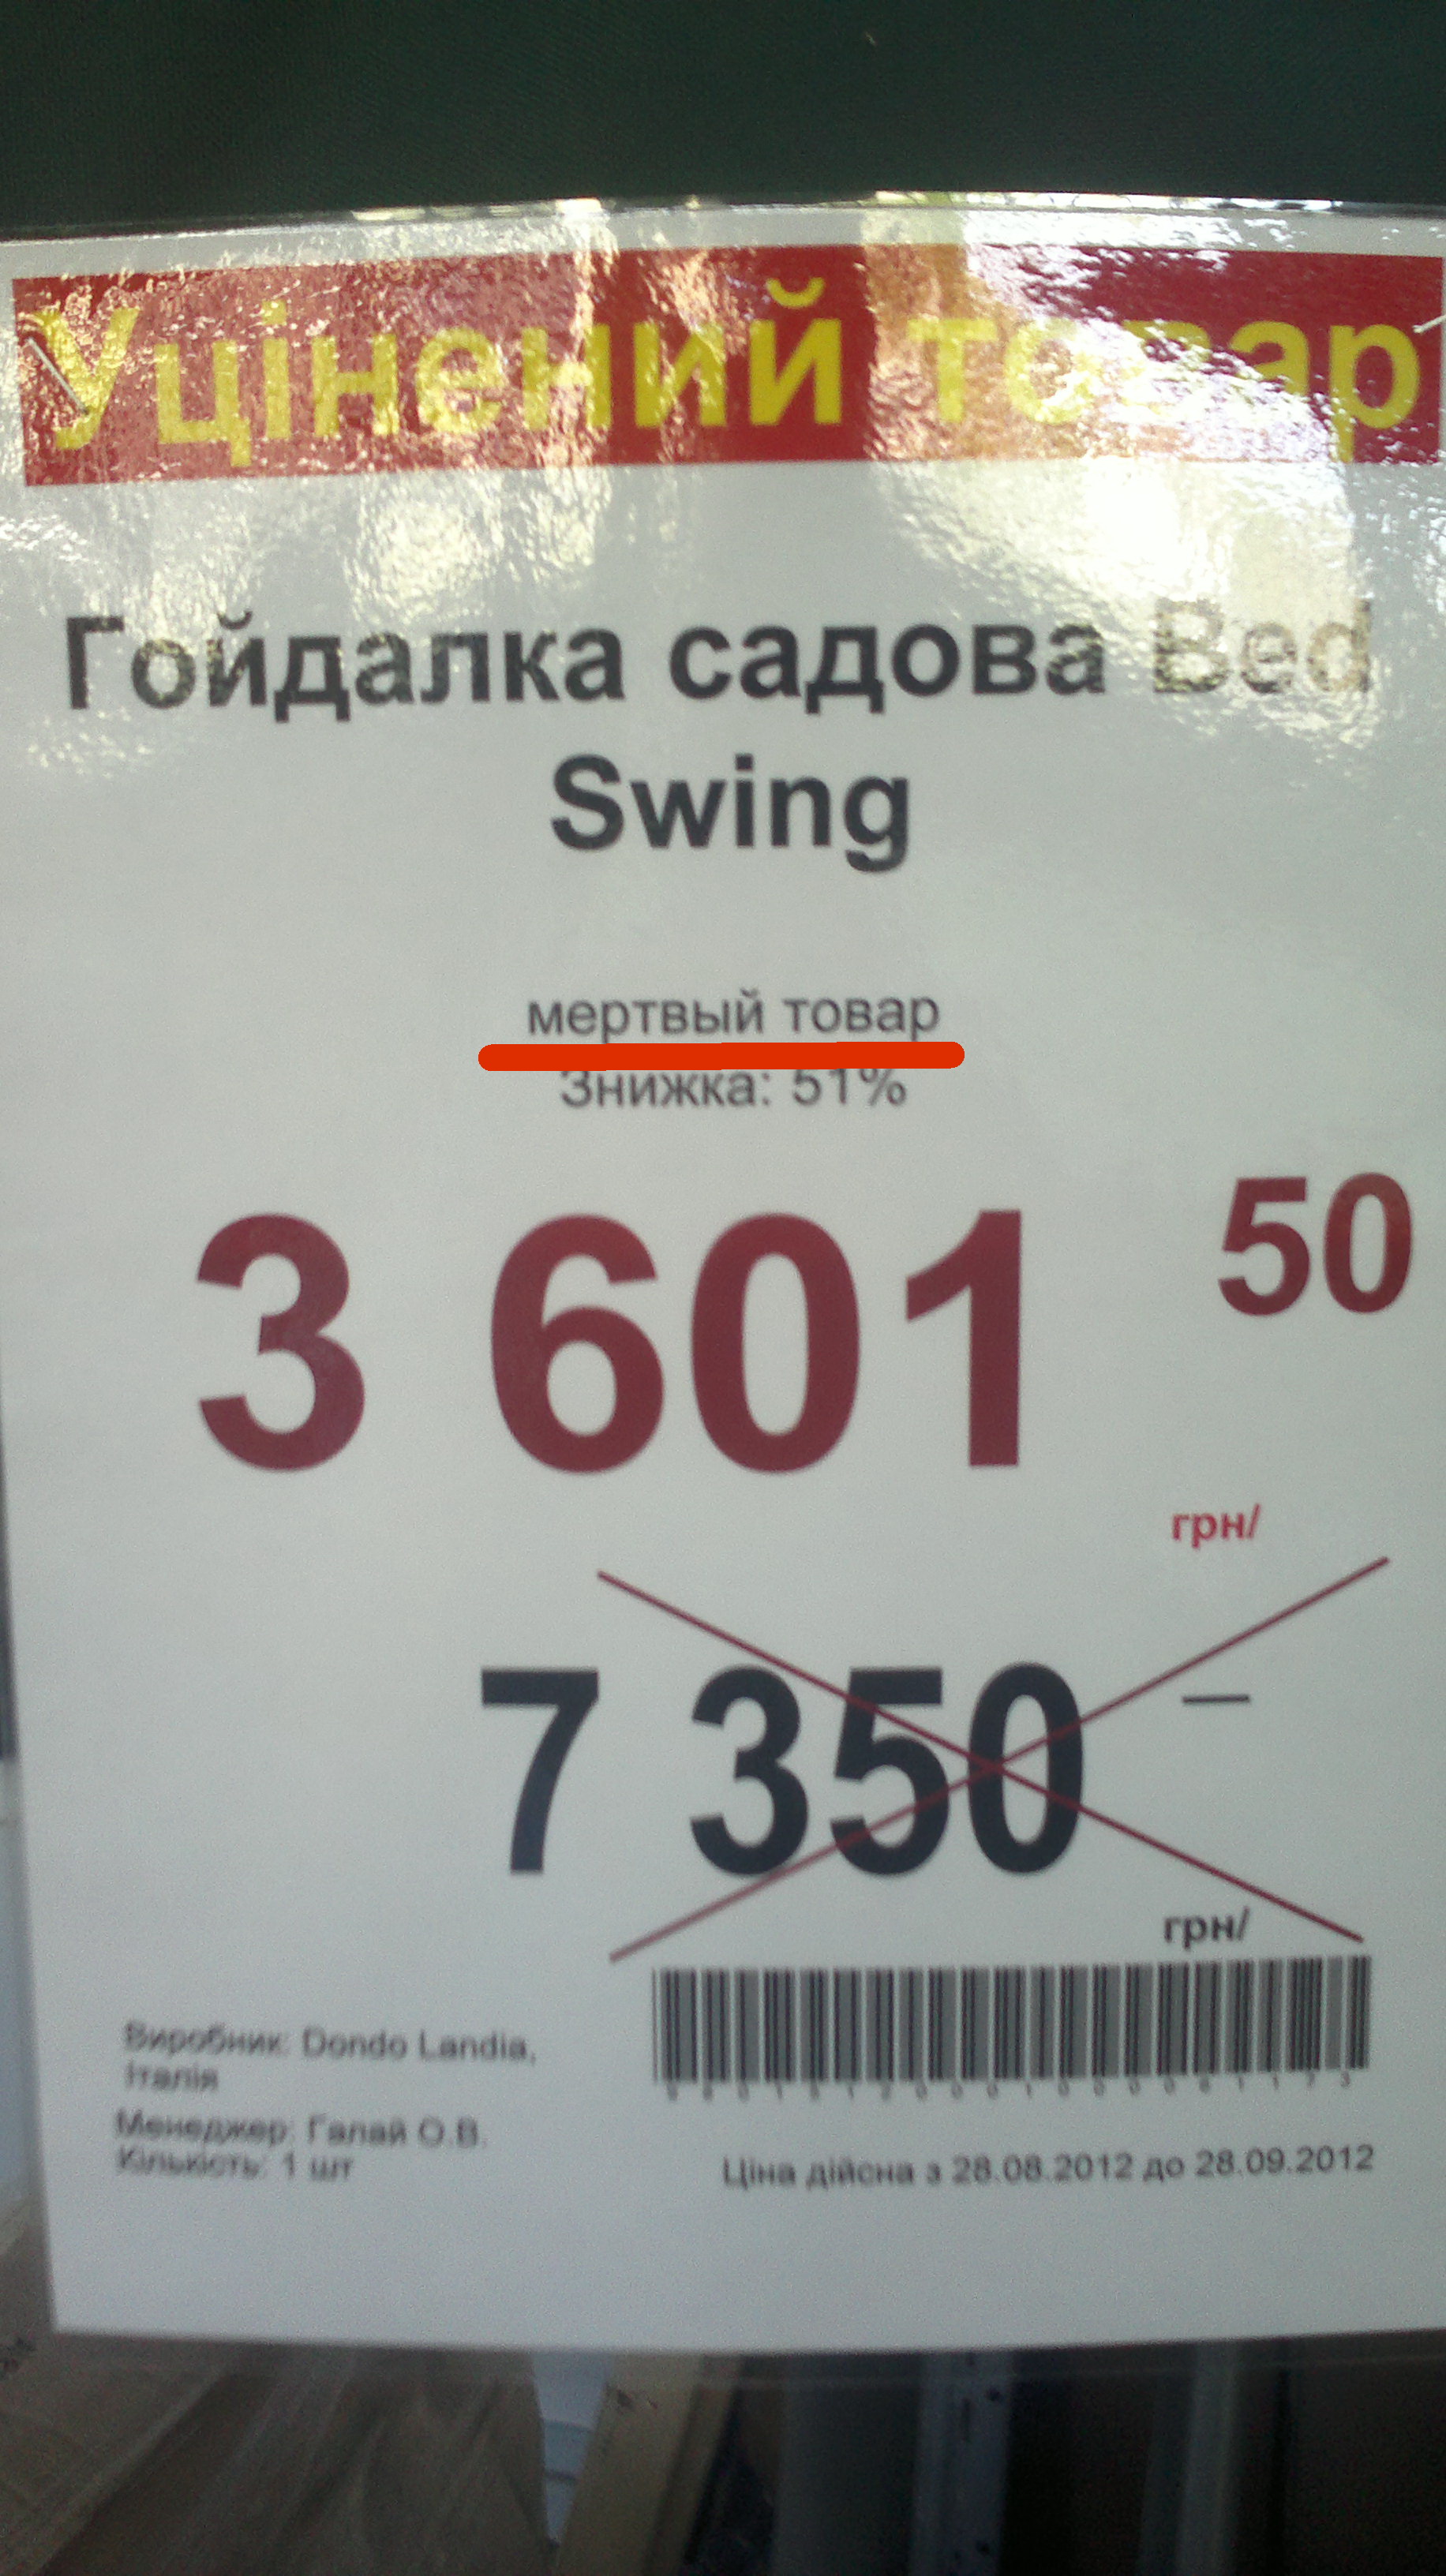 Уцінений товар
Гойдалка садова Bed
Swing
мертвый товар
Знижка: 51%
3 601 50
грн/
7 350 –
грн/
Виробник: Dondo Landia,
Італія
Менеджер: Галай О.В.
Кількість: 1 шт
Ціна дійсна з 28.08.2012 до 28.09.2012